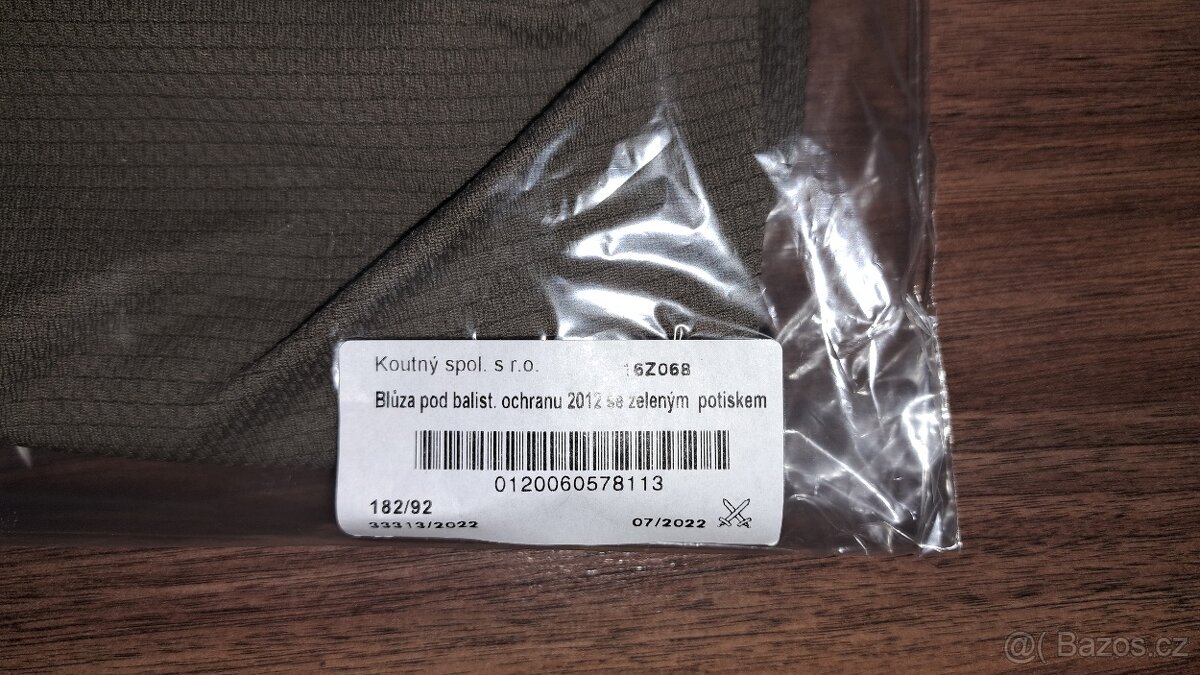 Koutný spol. s r.o. 16Z068
Blůza pod balist. ochranu 2012 se zeleným potiskem
0120060578113
182/92
33313/2022 07/2022
@( Bazos.cz